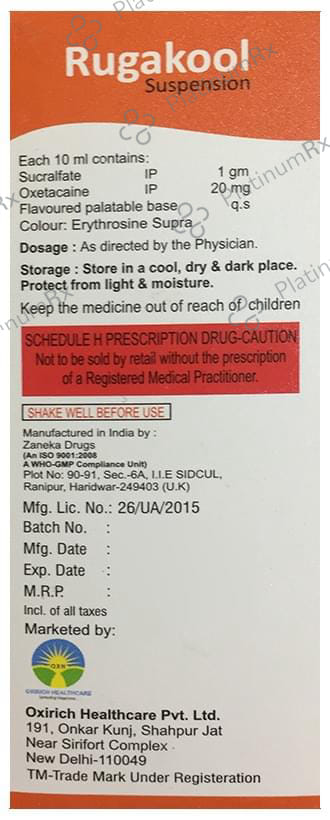 Rugakool
Suspension
Each 10 ml contains:
Sucralfate IP 1 gm
Oxetacaine IP 20 mg
Flavoured palatable base q.s
Colour: Erythrosine Supra
Dosage : As directed by the Physician.
Storage : Store in a cool, dry & dark place.
Protect from light & moisture.
Keep the medicine out of reach of children
SCHEDULE H PRESCRIPTION DRUG-CAUTION
Not to be sold by retail without the prescription
of a Registered Medical Practitioner.
SHAKE WELL BEFORE USE
Manufactured in India by :
Zaneka Drugs
(An ISO 9001:2008
A WHO-GMP Compliance Unit)
Plot No: 90-91, Sec.-6A, I.I.E SIDCUL,
Ranipur, Haridwar-249403 (U.K)
Mfg. Lic. No.: 26/UA/2015
Batch No. :
Mfg. Date :
Exp. Date :
M.R.P. :
Incl. of all taxes
Marketed by:
OXN
OXIRICH HEALTHCARE
Oxirich Healthcare Pvt. Ltd.
191, Onkar Kunj, Shahpur Jat
Near Sirifort Complex
New Delhi-110049
TM-Trade Mark Under Registeration
PlatinumRx